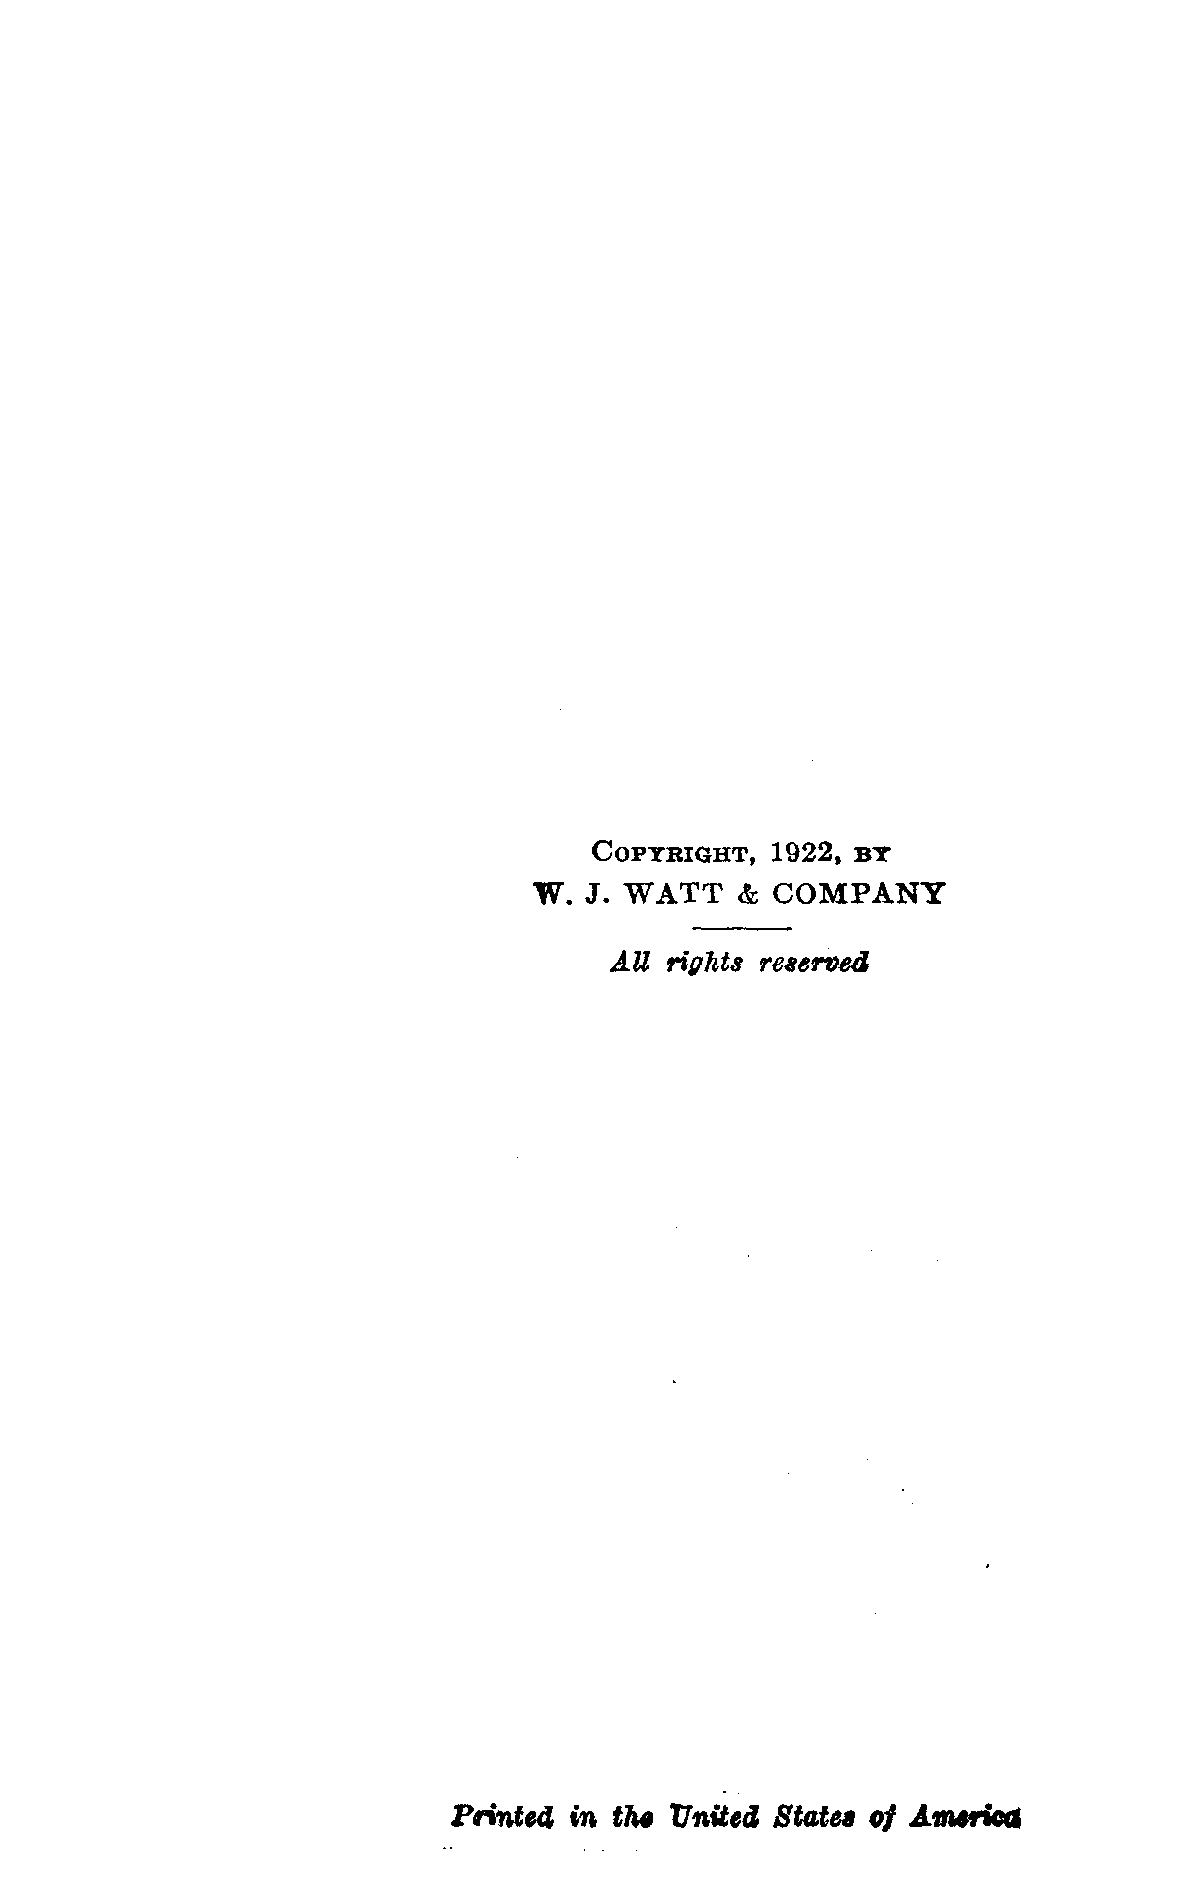 COPYRIGHT, 1922, BY
W. J. WATT & COMPANY
All rights reserved
Printed in the United States of America